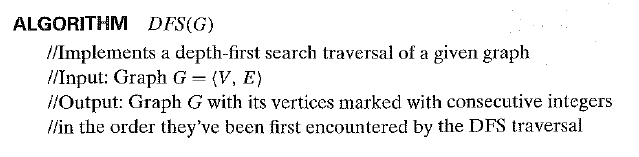 ALGORITHM DFS(G)
//Implements a depth-first search traversal of a given graph
//Input: Graph G = ⟨V, E⟩
//Output: Graph G with its vertices marked with consecutive integers
//in the order they've been first encountered by the DFS traversal